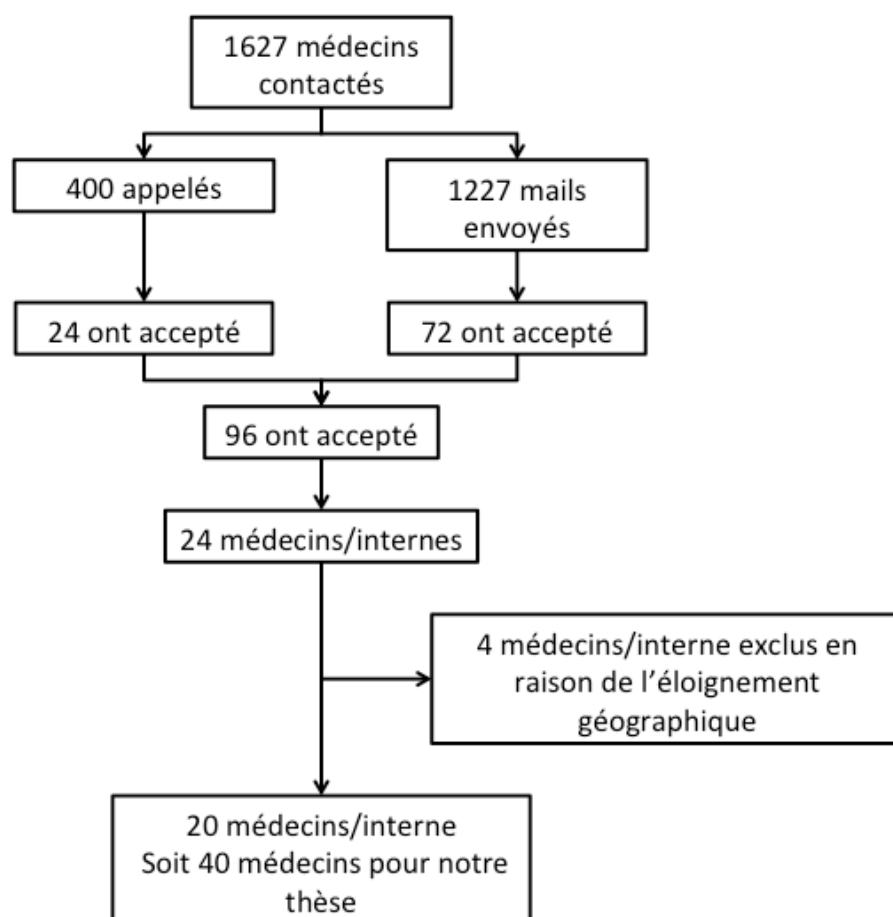 1627 médecins
contactés
400 appelés
1227 mails
envoyés
24 ont accepté
72 ont accepté
96 ont accepté
24 médecins/internes
4 médecins/interne exclus en
raison de l'éloignement
géographique
20 médecins/interne
Soit 40 médecins pour notre
thèse